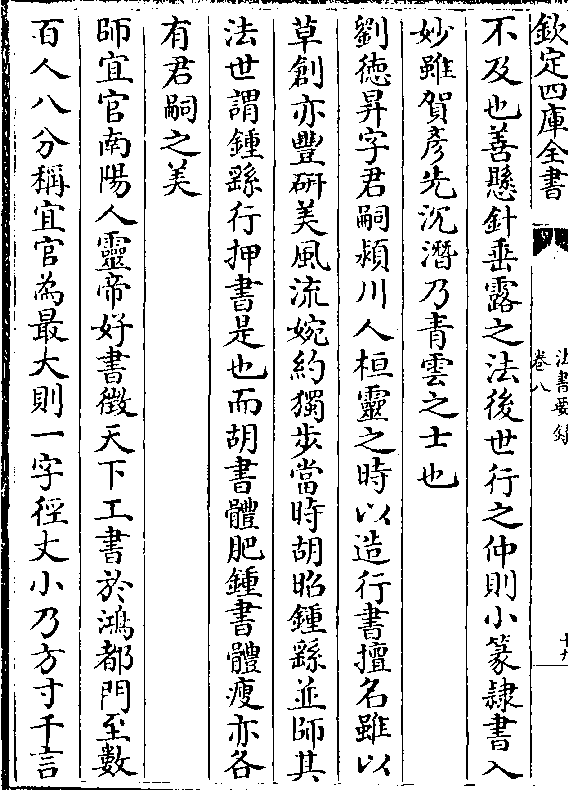 欽定四庫全書
法書要録
卷八
十九
不及也善懸針垂露之法後世行之仲則小篆隷書入
妙雖賀彥先沉潛乃青雲之士也
劉德昇字君嗣潁川人桓靈之時以造行書擅名雖以
草創亦豐研美風流婉約獨步當時胡昭鍾繇並師其
法世謂鍾繇行押書是也而胡書體肥鍾書體瘦亦各
有君嗣之美
師宜官南陽人靈帝好書徵天下工書於鴻都門至數
百人八分稱宜官為最大則一字徑丈小乃方寸千言